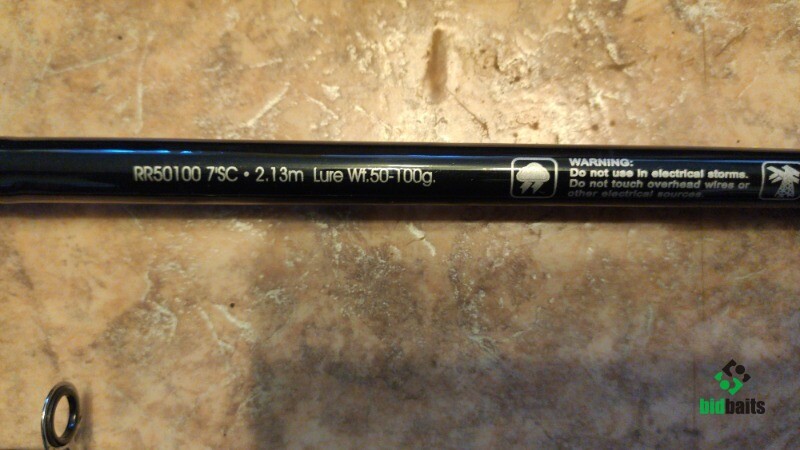 RR50100 7'SC • 2.13m Lure Wt.50-100g.
WARNING:
Do not use in electrical storms.
Do not touch overhead wires or
other electrical sources.
bidbaits